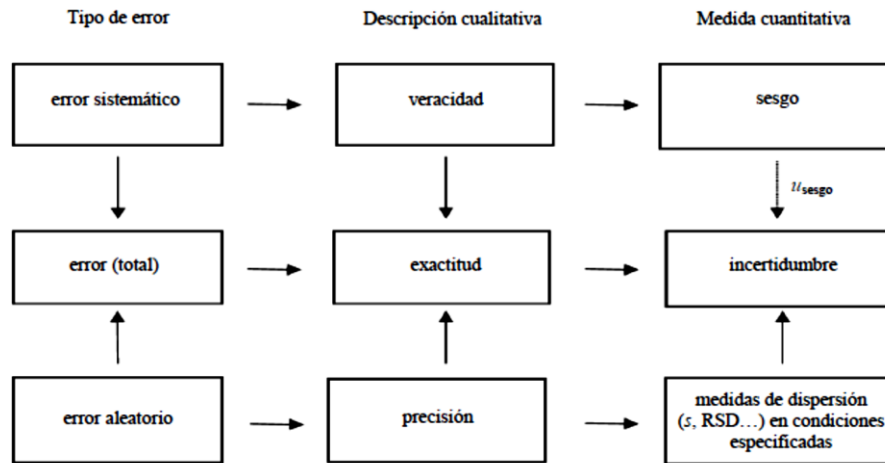 Tipo de error
Descripción cualitativa
Medida cuantitativa
error sistemático
veracidad
sesgo
u sesgo
error (total)
exactitud
incertidumbre
error aleatorio
precisión
medidas de dispersión
(s, RSD…) en condiciones
especificadas